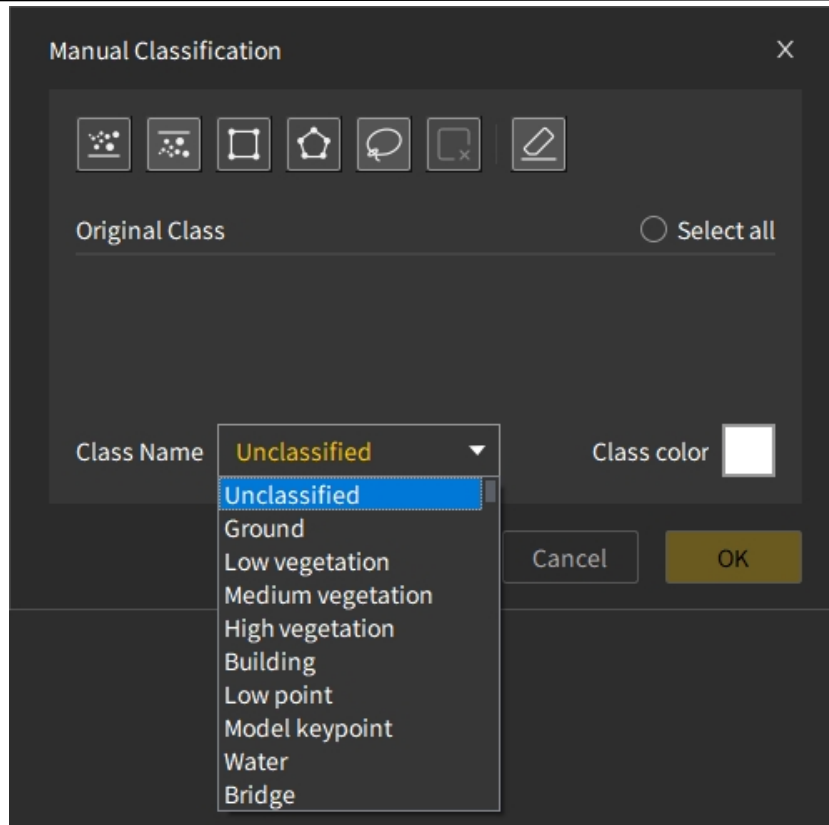 Manual Classification X
Original Class Select all
Class Name Unclassified Class color
Unclassified
Ground
Low vegetation
Medium vegetation
High vegetation
Building
Low point
Model keypoint
Water
Bridge
Cancel OK